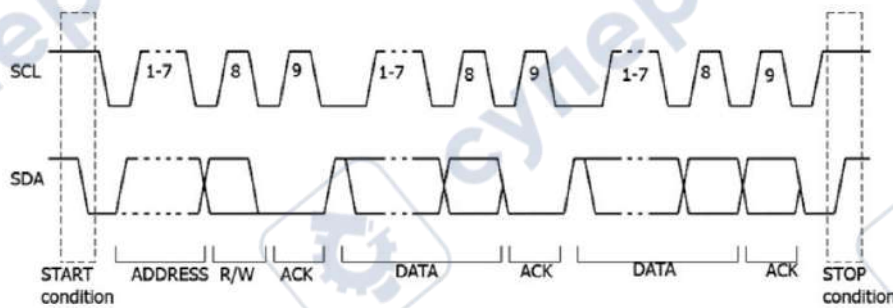 SCL 1-7 8 9 1-7 8 9 1-7 8 9
SDA
START condition
ADDRESS R/W ACK DATA ACK DATA ACK
STOP condition
супер